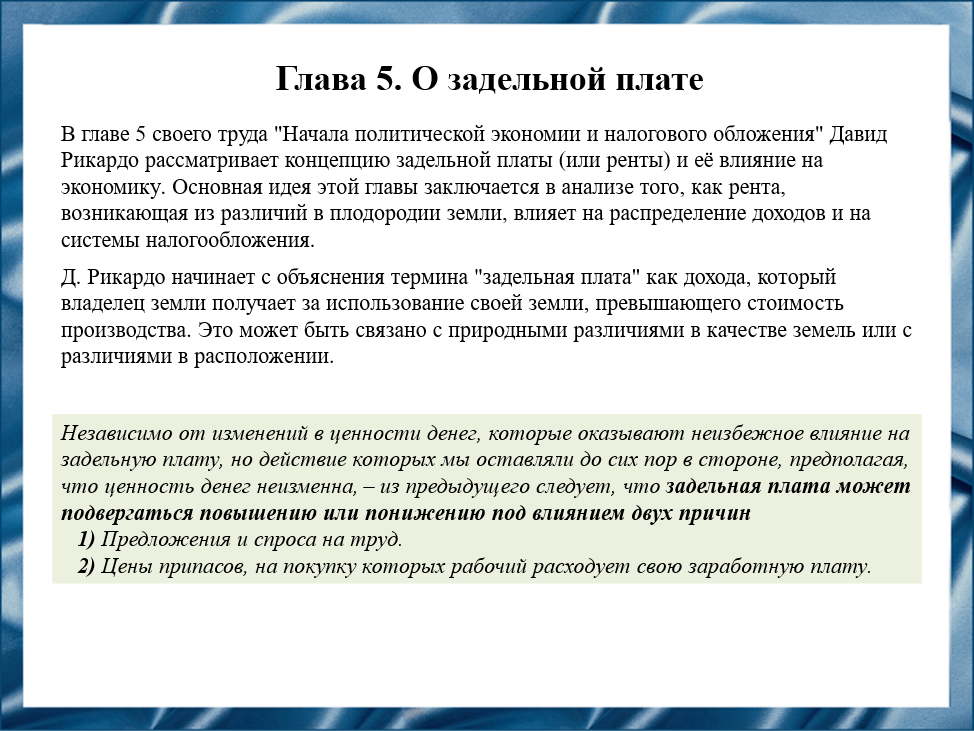 Глава 5. О задельной плате
В главе 5 своего труда "Начала политической экономии и налогового обложения" Давид
Рикардо рассматривает концепцию задельной платы (или ренты) и её влияние на
экономику. Основная идея этой главы заключается в анализе того, как рента,
возникающая из различий в плодородии земли, влияет на распределение доходов и на
системы налогообложения.
Д. Рикардо начинает с объяснения термина "задельная плата" как дохода, который
владелец земли получает за использование своей земли, превышающего стоимость
производства. Это может быть связано с природными различиями в качестве земель или с
различиями в расположении.
Независимо от изменений в ценности денег, которые оказывают неизбежное влияние на
задельную плату, но действие которых мы оставляли до сих пор в стороне, предполагая,
что ценность денег неизменна, – из предыдущего следует, что задельная плата может
подвергаться повышению или понижению под влиянием двух причин
1) Предложения и спроса на труд.
2) Цены припасов, на покупку которых рабочий расходует свою заработную плату.